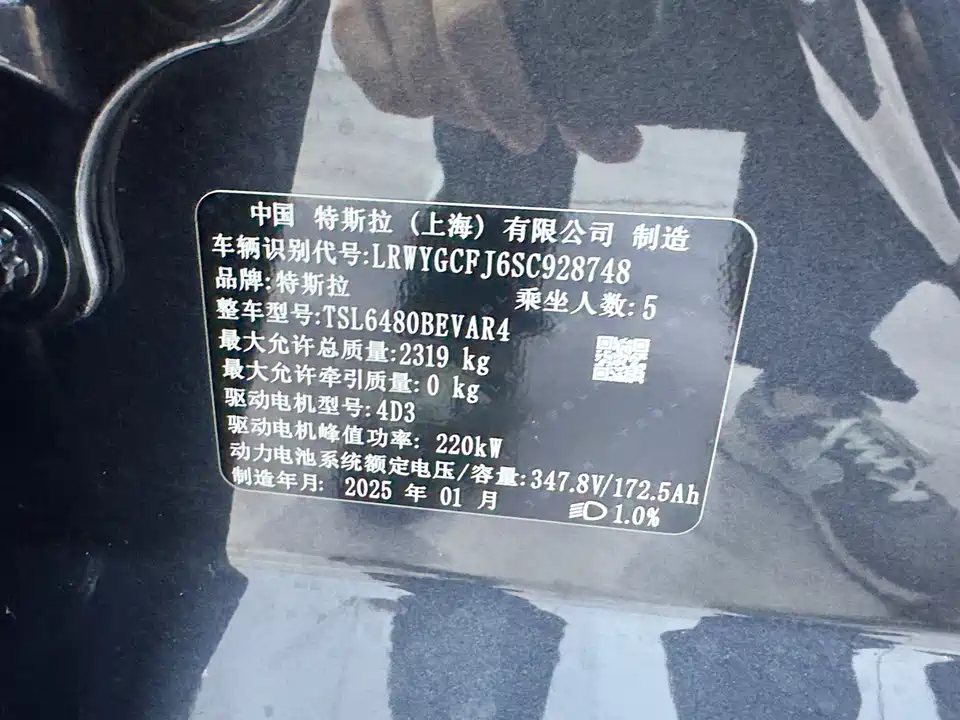 中国 特斯拉 (上海) 有限公司 制造
车辆识别代号:LRWYGCFJ6SC928748
品牌:特斯拉
乘坐人数:5
整车型号:TSL6480BEVAR4
最大允许总质量:2319 kg
最大允许牵引质量:0 kg
驱动电机型号:4D3
驱动电机峰值功率: 220kW
动力电池系统额定电压/容量:347.8V/172.5Ah
制造年月: 2025 年 01 月
1.0%